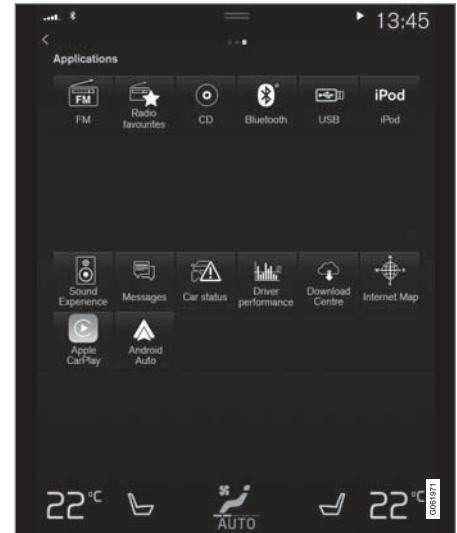 13:45
Applications
FM
FM
Radio favourites
CD
Bluetooth
USB
iPod
iPod
Sound Experience
Messages
Car status
Driver performance
Download Centre
Internet Map
Apple CarPlay
Android Auto
22°C
AUTO
22°C
G061971